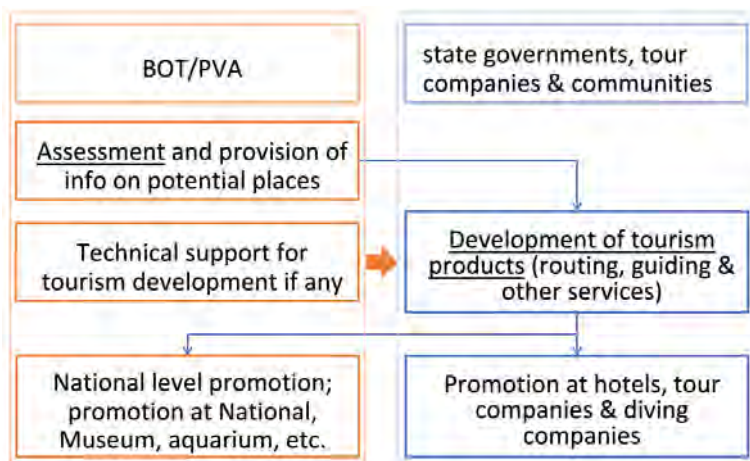 BOT/PVA
state governments, tour
companies & communities
Assessment and provision of
info on potential places
Technical support for
tourism development if any
Development of tourism
products (routing, guiding &
other services)
National level promotion;
promotion at National,
Museum, aquarium, etc.
Promotion at hotels, tour
companies & diving
companies